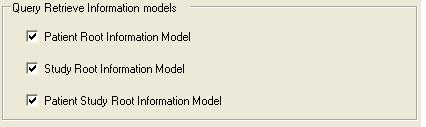 Query Retrieve Information models
Patient Root Information Model
Study Root Information Model
Patient Study Root Information Model